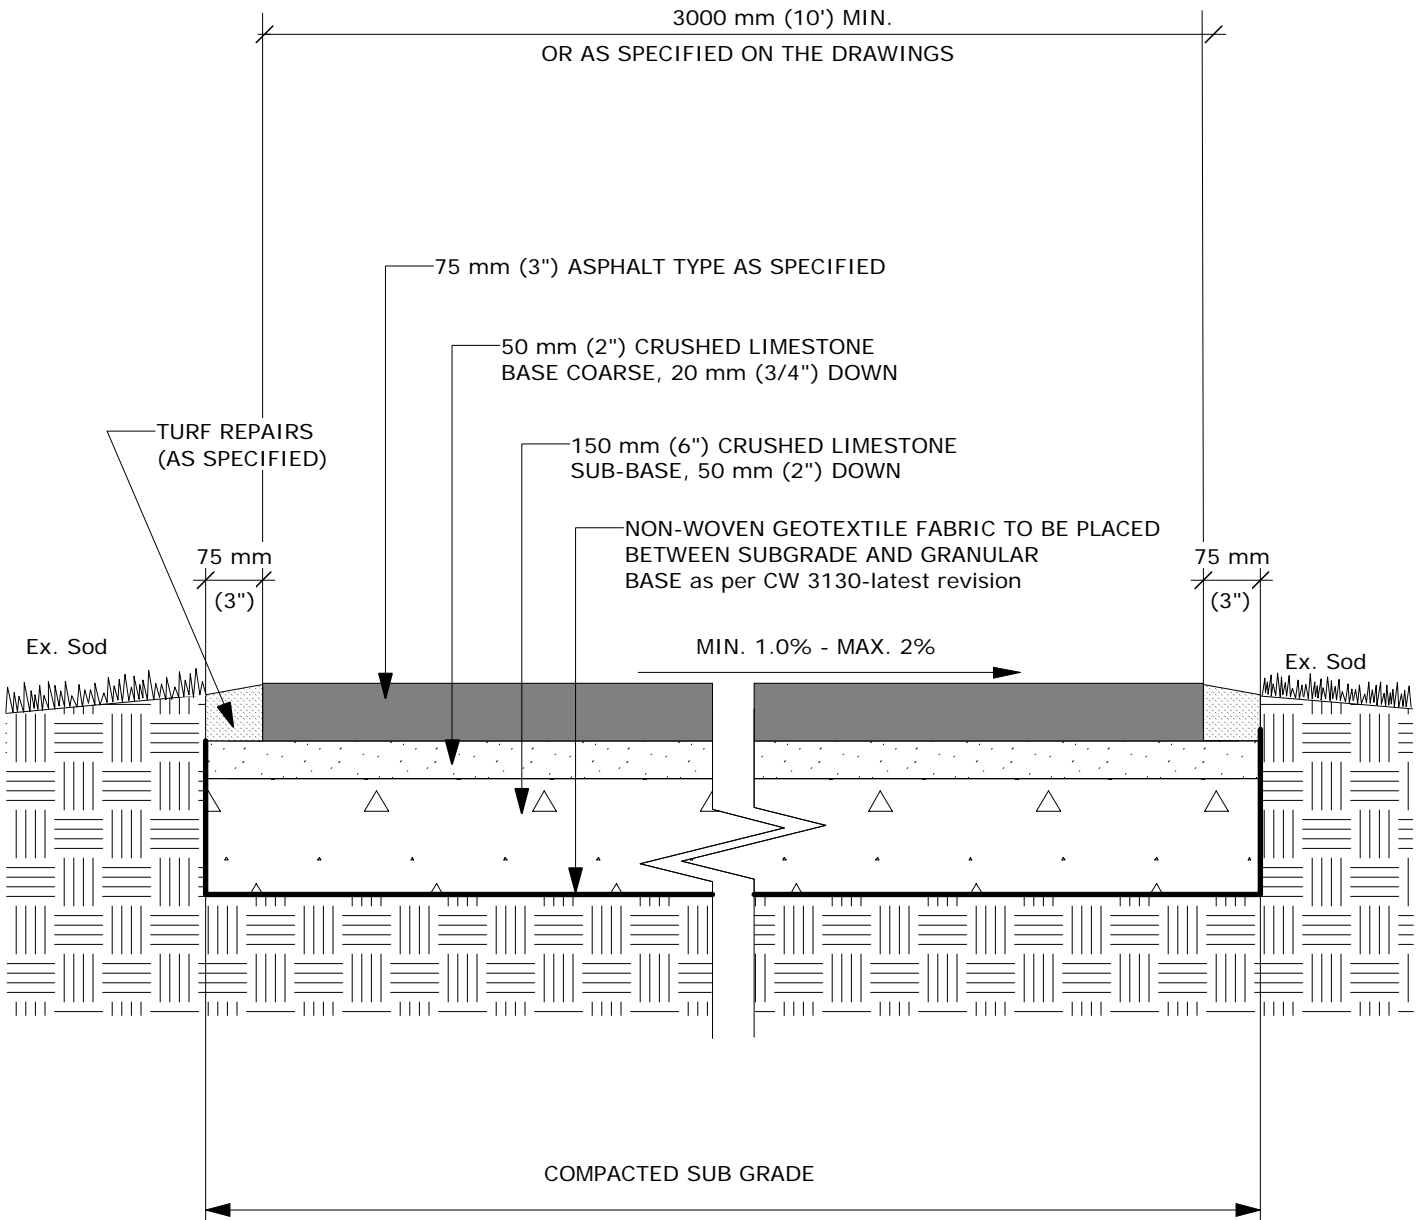 3000 mm (10') MIN.
OR AS SPECIFIED ON THE DRAWINGS
75 mm (3") ASPHALT TYPE AS SPECIFIED
50 mm (2") CRUSHED LIMESTONE
BASE COARSE, 20 mm (3/4") DOWN
TURF REPAIRS
(AS SPECIFIED)
150 mm (6") CRUSHED LIMESTONE
SUB-BASE, 50 mm (2") DOWN
NON-WOVEN GEOTEXTILE FABRIC TO BE PLACED
BETWEEN SUBGRADE AND GRANULAR
BASE as per CW 3130-latest revision
75 mm
(3")
75 mm
(3")
Ex. Sod
MIN. 1.0% - MAX. 2%
Ex. Sod
COMPACTED SUB GRADE